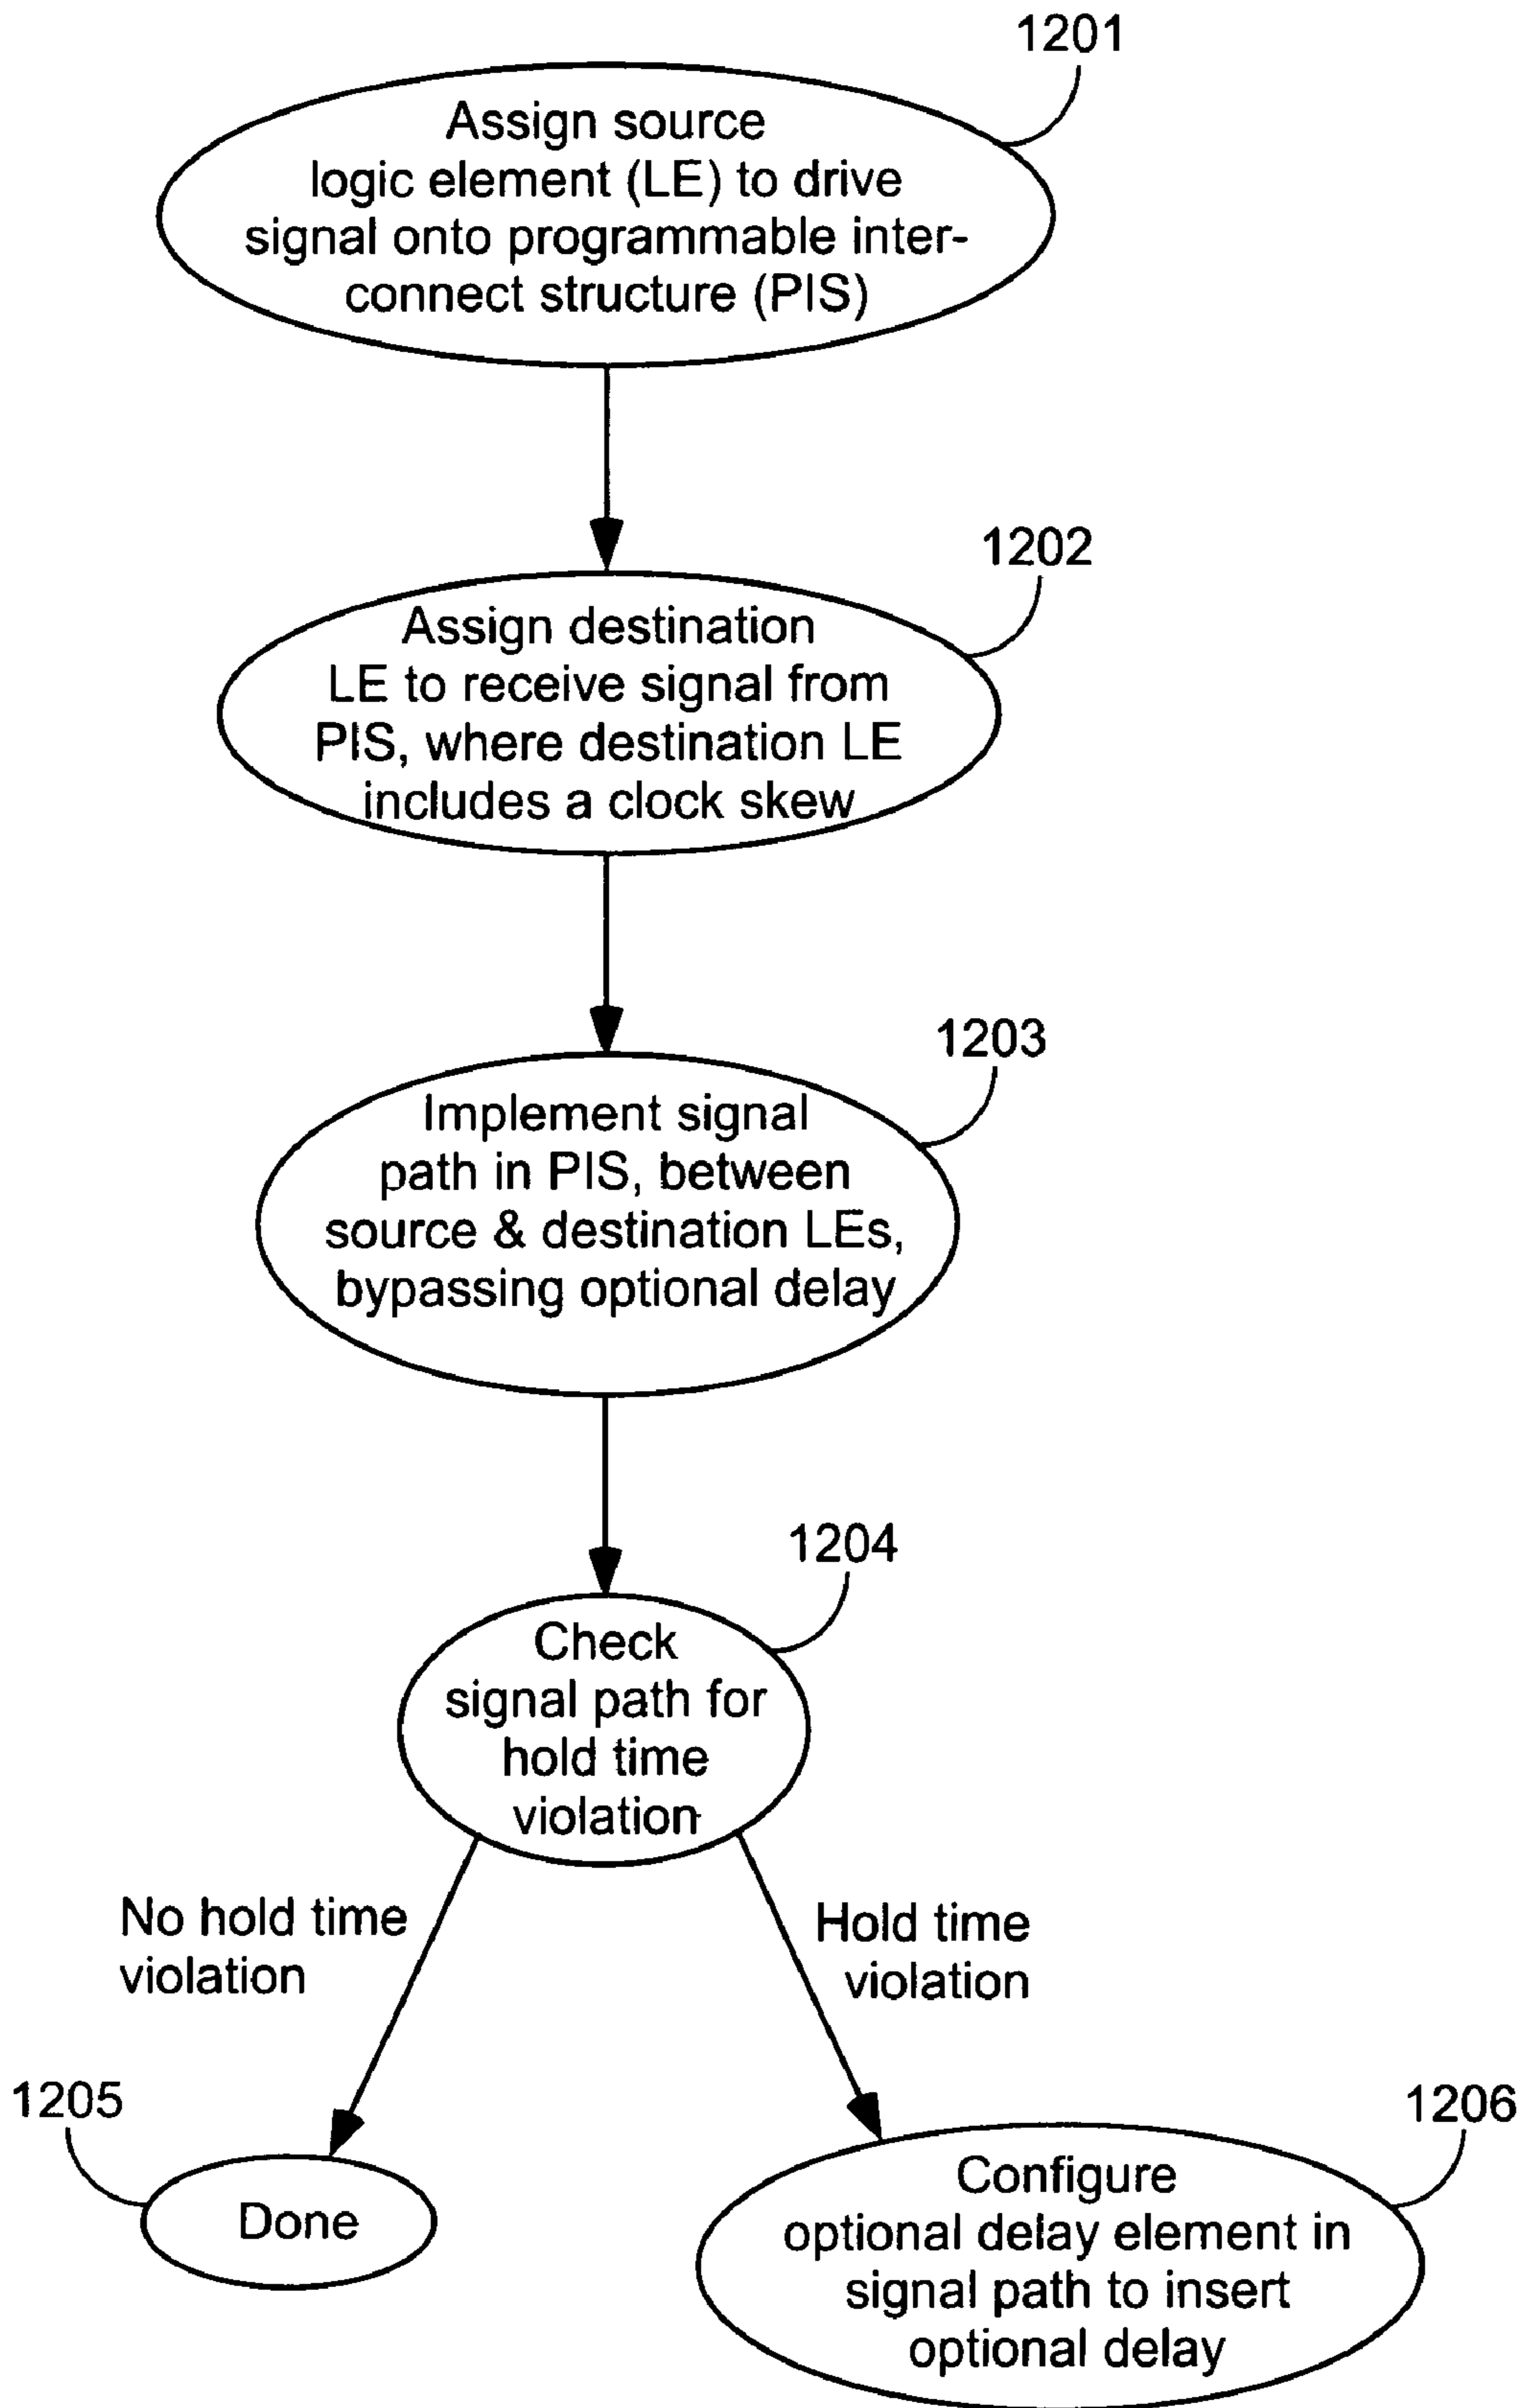 1201
Assign source
logic element (LE) to drive
signal onto programmable inter-
connect structure (PIS)
1202
Assign destination
LE to receive signal from
PIS, where destination LE
includes a clock skew
1203
Implement signal
path in PIS, between
source & destination LEs,
bypassing optional delay
1204
Check
signal path for
hold time
violation
No hold time
violation
Hold time
violation
1205
Done
1206
Configure
optional delay element in
signal path to insert
optional delay